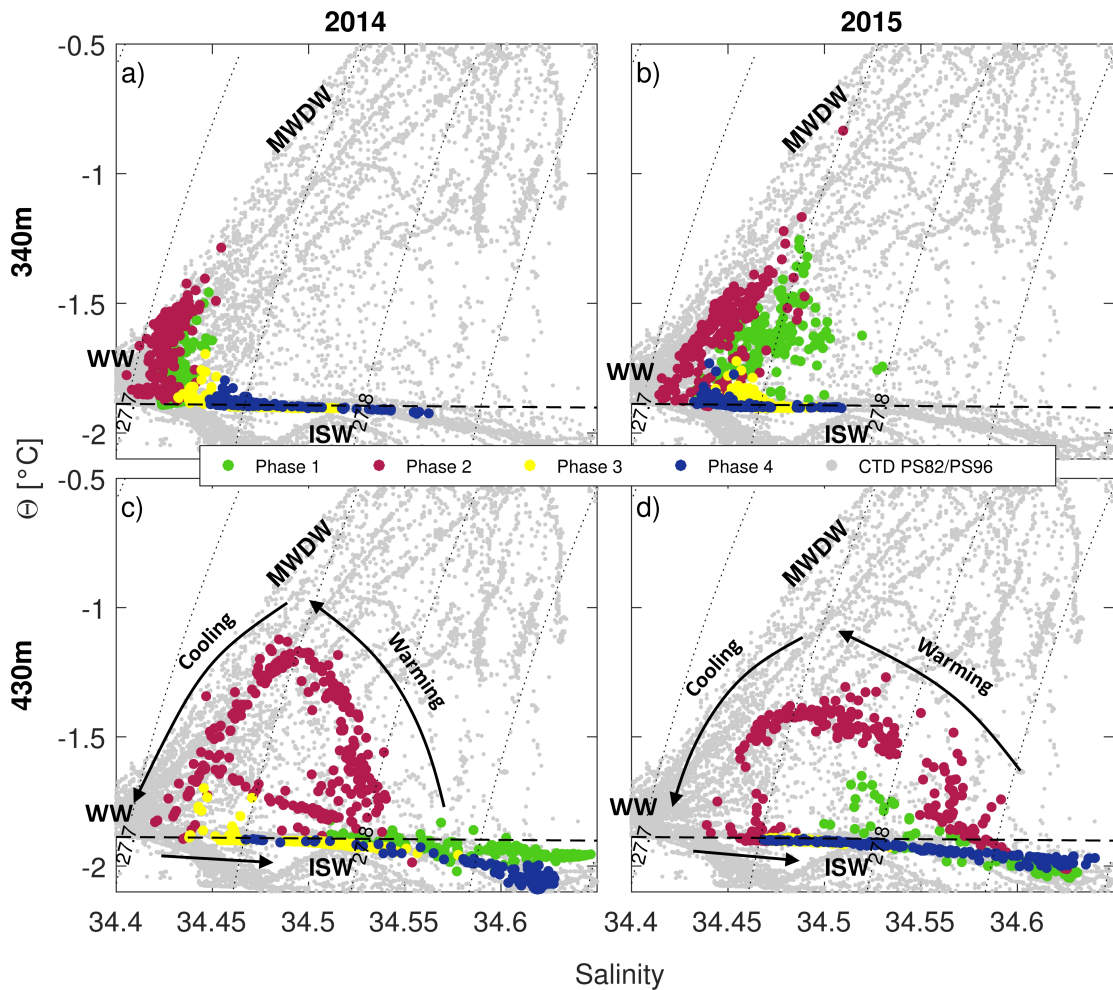 2014
2015
a)
b)
MWDW
MWDW
WW
WW
27.7
27.8
27.7
27.8
ISW
ISW
-0.5
-1
-1.5
-2
340m
Θ [°C]
Phase 1
Phase 2
Phase 3
Phase 4
CTD PS82/PS96
c)
d)
MWDW
MWDW
Cooling
Warming
Cooling
Warming
WW
WW
27.7
27.8
27.7
27.8
ISW
ISW
-0.5
-1
-1.5
-2
430m
34.4
34.45
34.5
34.55
34.6
34.4
34.45
34.5
34.55
34.6
Salinity